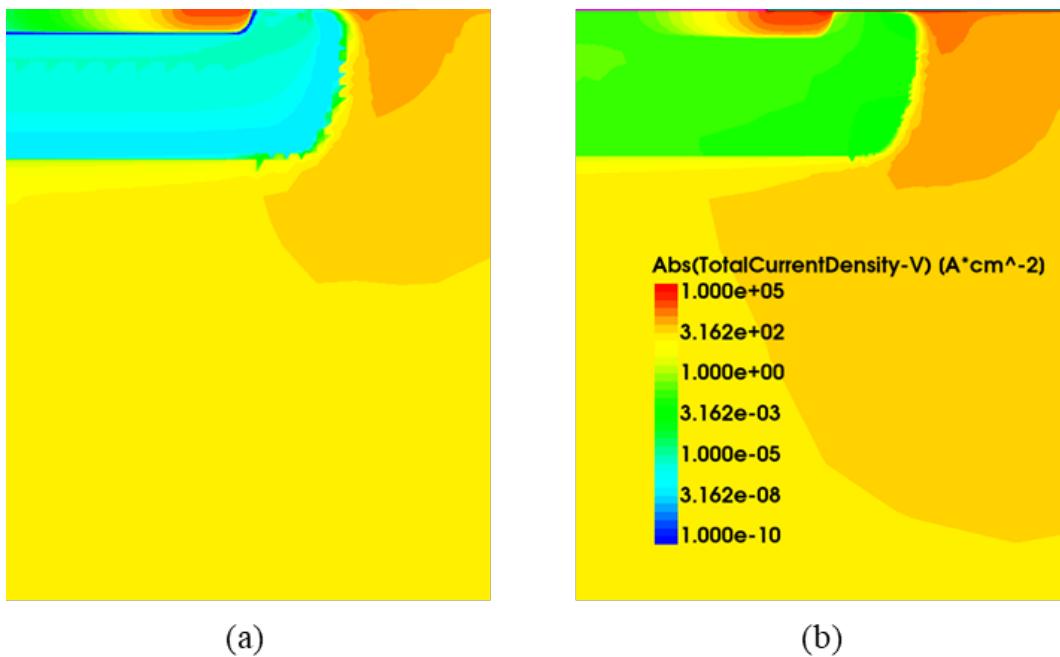 Abs(TotalCurrentDensity-V) (A*cm^-2)
1.000e+05
3.162e+02
1.000e+00
3.162e-03
1.000e-05
3.162e-08
1.000e-10
(a)
(b)